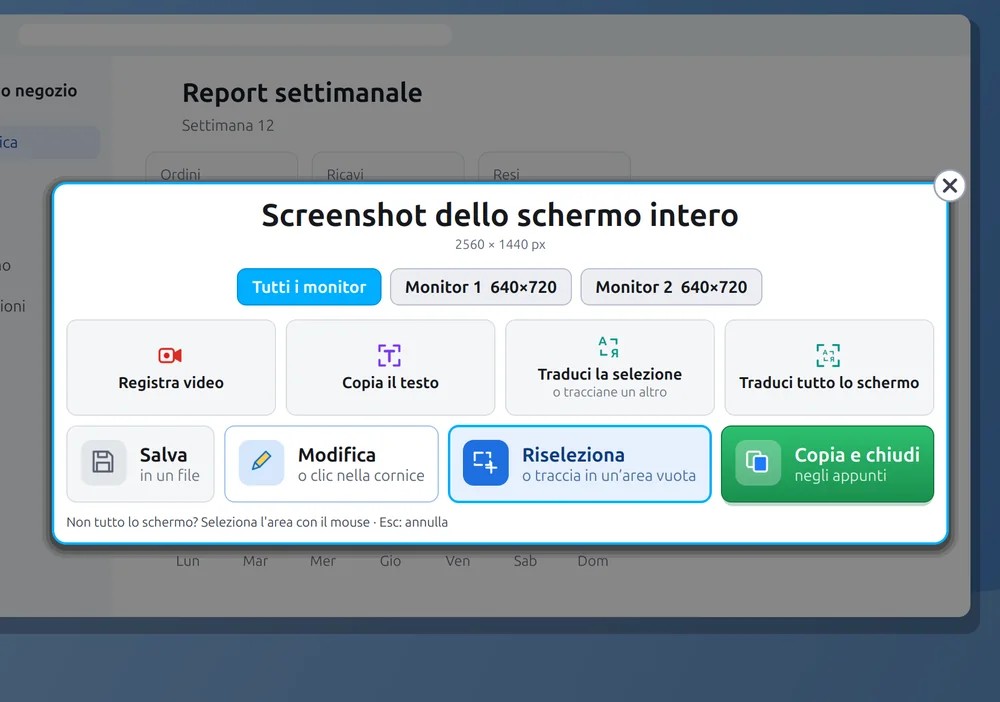 o negozio
ica
no
ioni
Report settimanale
Settimana 12
Ordini
Ricavi
Resi
Screenshot dello schermo intero
2560 × 1440 px
Tutti i monitor
Monitor 1 640×720
Monitor 2 640×720
Registra video
Copia il testo
Traduci la selezione
o tracciane un altro
Traduci tutto lo schermo
Salva
in un file
Modifica
o clic nella cornice
Riseleziona
o traccia in un'area vuota
Copia e chiudi
negli appunti
Non tutto lo schermo? Seleziona l'area con il mouse · Esc: annulla
Lun Mar Mer Gio Ven Sab Dom